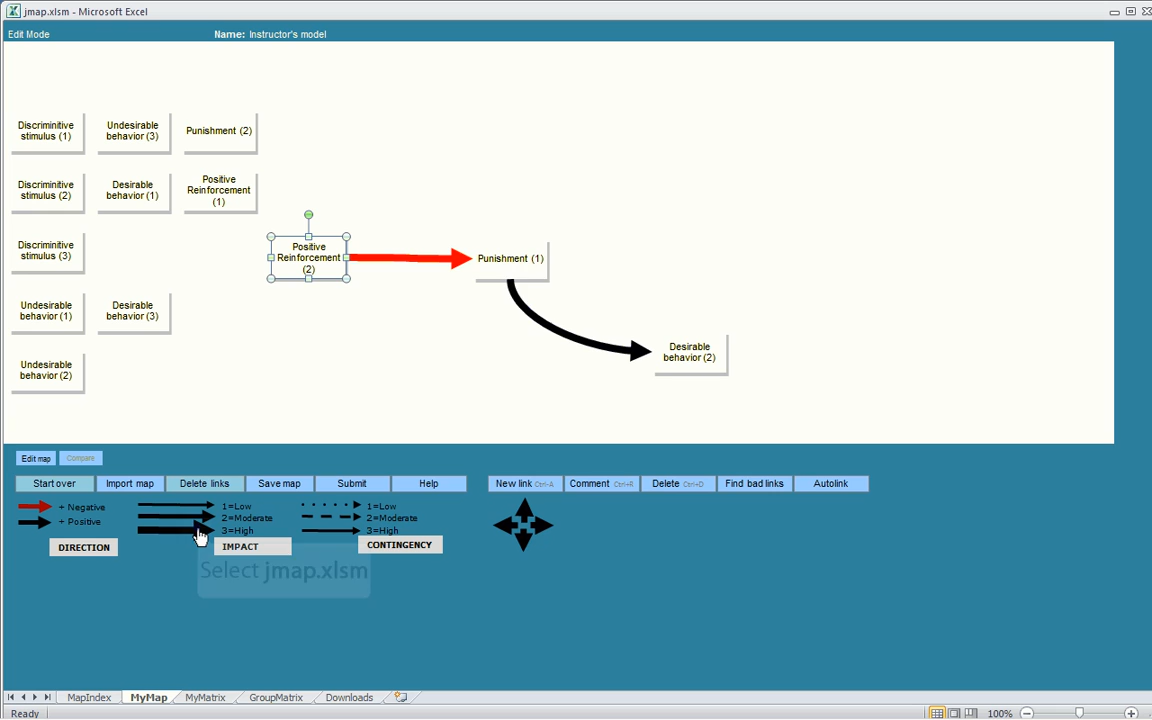 jmap.xlsm - Microsoft Excel
Edit Mode
Name: Instructor's model
Discriminitive
stimulus (1)
Undesirable
behavior (3)
Punishment (2)
Discriminitive
stimulus (2)
Desirable
behavior (1)
Positive
Reinforcement
(1)
Discriminitive
stimulus (3)
Positive
Reinforcement
(2)
Punishment (1)
Undesirable
behavior (1)
Desirable
behavior (3)
Desirable
behavior (2)
Undesirable
behavior (2)
Edit map
Compare
Start over
Import map
Delete links
Save map
Submit
Help
New link Ctrl-A
Comment Ctrl+R
Delete Ctrl+D
Find bad links
Autolink
+ Negative
+ Positive
DIRECTION
1=Low
2=Moderate
3=High
IMPACT
1=Low
2=Moderate
3=High
CONTINGENCY
Select jmap.xlsm
MapIndex
MyMap
MyMatrix
GroupMatrix
Downloads
Ready
100%